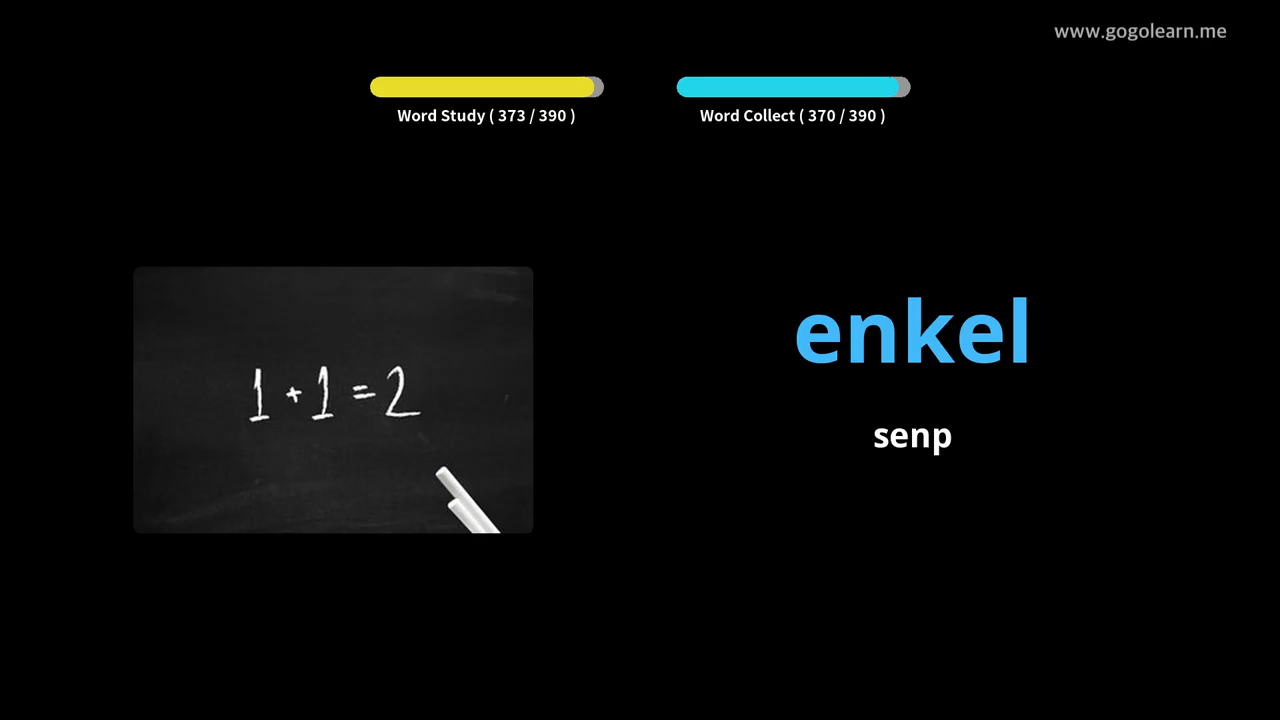 www.gogolearn.me
Word Study ( 373 / 390 )
Word Collect ( 370 / 390 )
1 + 1 = 2
enkel
senp